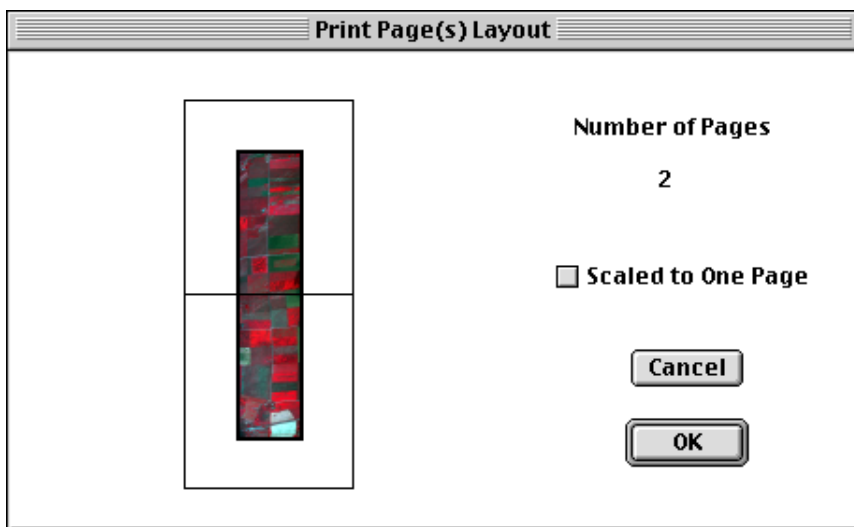 Print Page(s) Layout
Number of Pages
2
Scaled to One Page
Cancel
OK